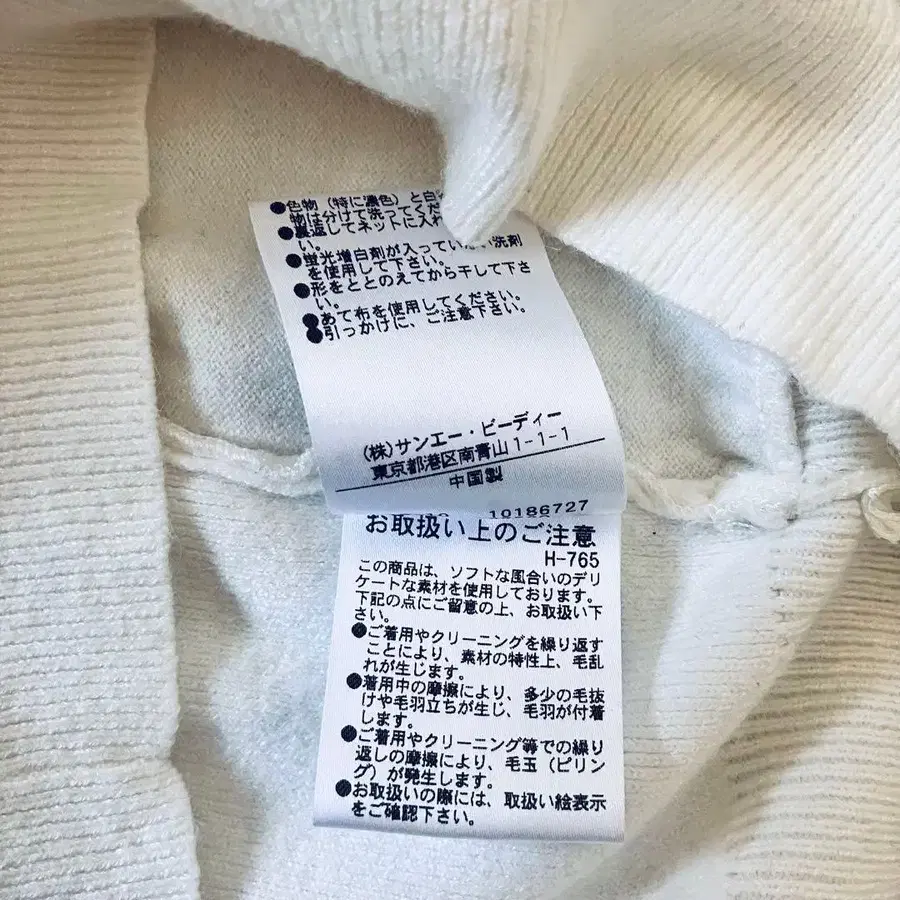 ●色物（特に濃色）と白
物は分けて洗ってくだ
●裏返してネットに入れ
い。
●蛍光増白剤が入っていない洗剤
を使用して下さい。
●形をととのえてから干して下さ
い。
●あて布を使用してください。
●引っかけに、ご注意下さい。
(株)サンエー・ビーディー
東京都港区南青山1-1-1
中国製
10186727
お取扱い上のご注意
H-765
この商品は、ソフトな風合いのデリ
ケートな素材を使用しております。
下記の点にご留意の上、お取扱い下
さい。
●ご着用やクリーニングを繰り返す
ことにより、素材の特性上、毛乱
れが生じます。
●着用中の摩擦により、多少の毛抜
けや毛羽立ちが生じ、毛羽が付着
します。
●ご着用やクリーニング等での繰り
返しの摩擦により、毛玉（ピリン
グ）が発生します。
●お取扱いの際には、取扱い絵表示
をご確認下さい。